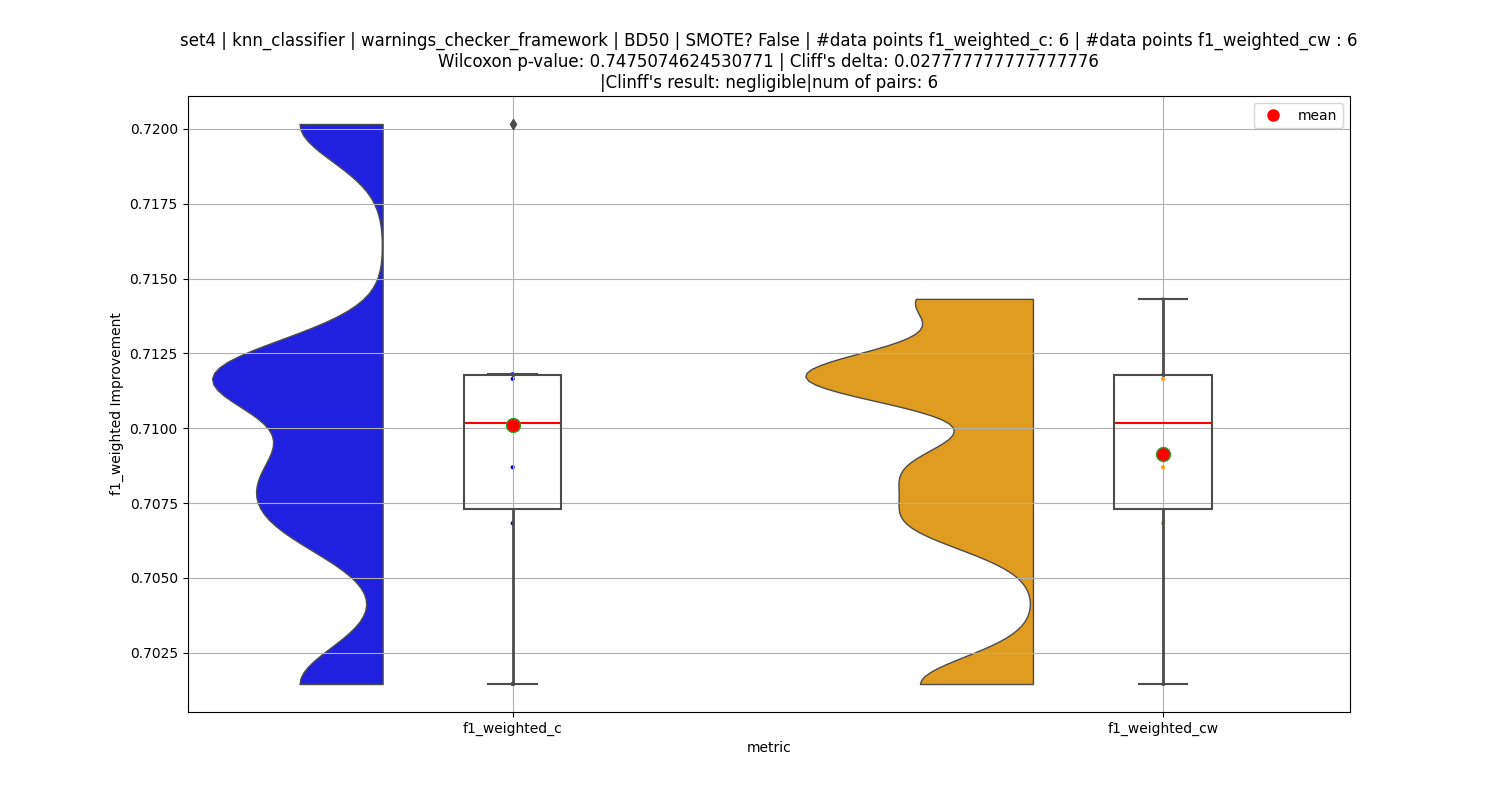 set4 | knn_classifier | warnings_checker_framework | BD50 | SMOTE? False | #data points f1_weighted_c: 6 | #data points f1_weighted_cw : 6
Wilcoxon p-value: 0.7475074624530771 | Cliff's delta: 0.027777777777777776
|Clinff's result: negligible|num of pairs: 6
mean
0.7200
0.7175
0.7150
0.7125
0.7100
0.7075
0.7050
0.7025
f1_weighted Improvement
f1_weighted_c
f1_weighted_cw
metric